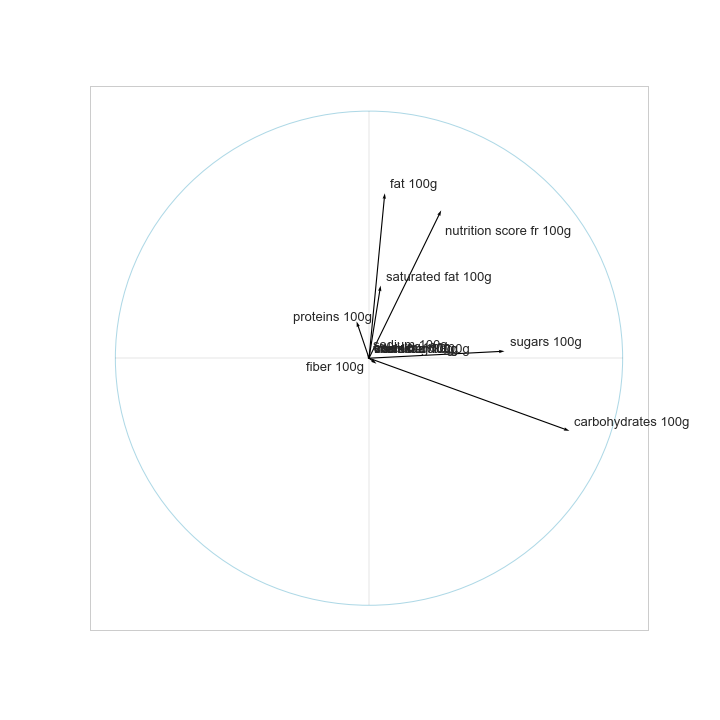 fat 100g
nutrition score fr 100g
saturated fat 100g
proteins 100g
sodium 100g
sugars 100g
fiber 100g
carbohydrates 100g